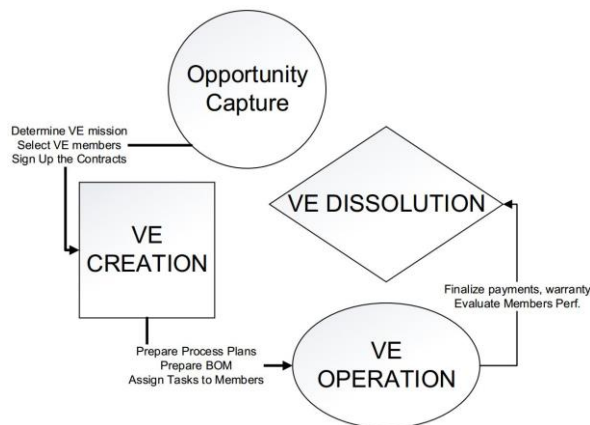 Opportunity
Capture
Determine VE mission
Select VE members
Sign Up the Contracts
VE
CREATION
VE DISSOLUTION
Finalize payments, warranty
Evaluate Members Perf.
Prepare Process Plans
Prepare BOM
Assign Tasks to Members
VE
OPERATION